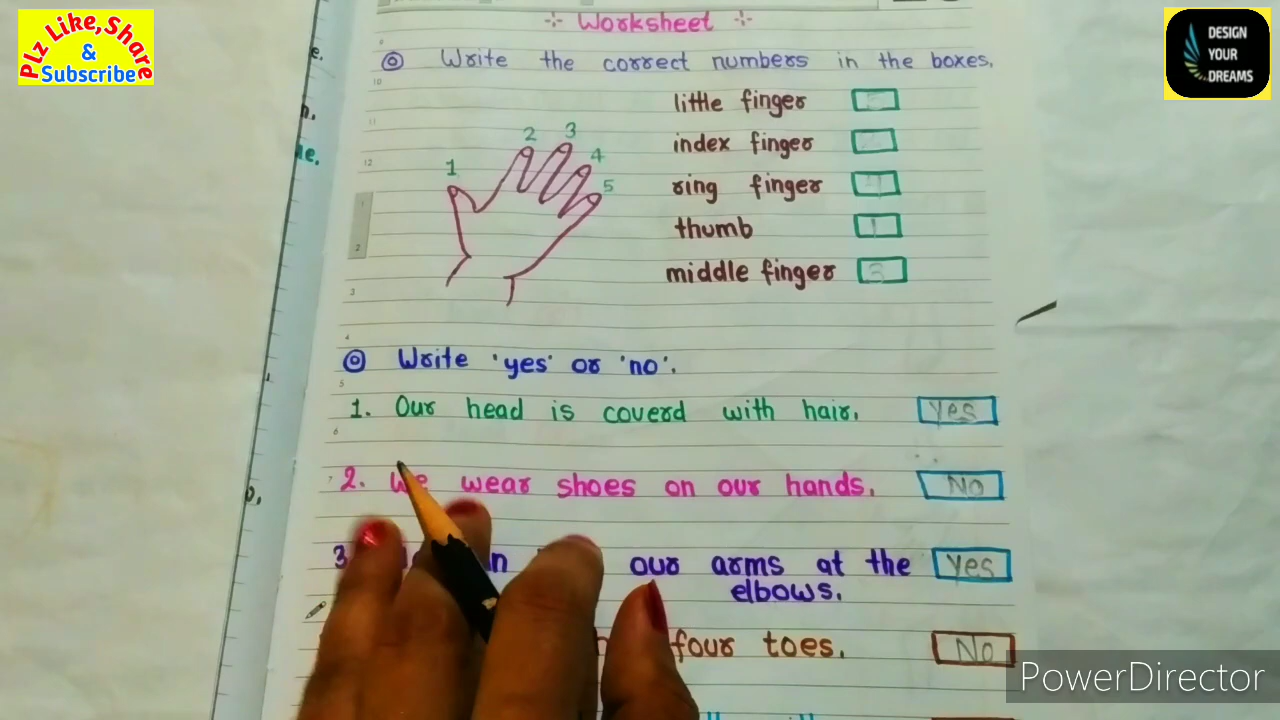 Plz Like, Share
&
Subscribe
DESIGN
YOUR
DREAMS
Worksheet
Write the correct numbers in the boxes.
little finger 5
index finger
ring finger 4
thumb 1
middle finger 3
1 2 3 4 5
Write 'yes' or 'no'.
1. Our head is coverd with hair. Yes
2. We wear shoes on our hands. No
3. our arms at the Yes
elbows.
four toes. No
PowerDirector